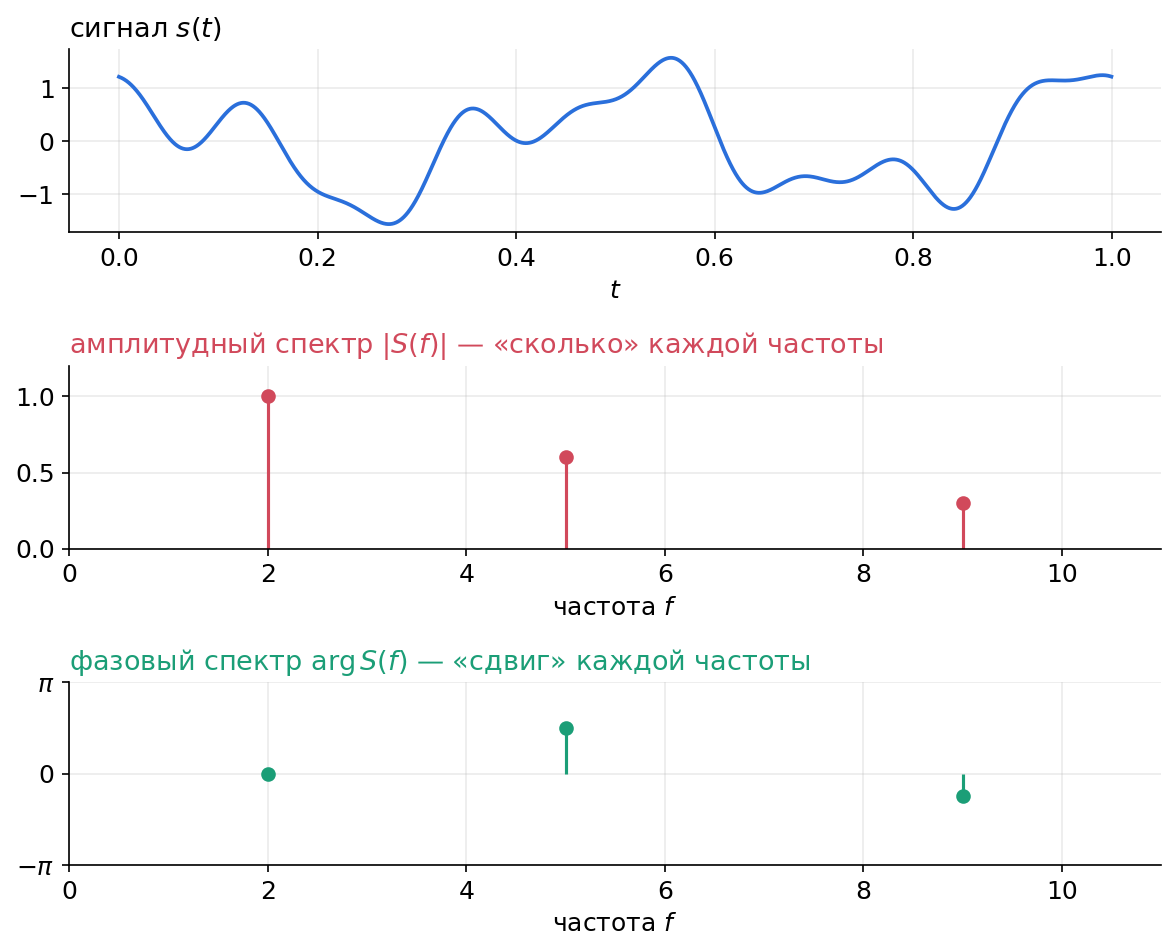 сигнал s(t)
1
0
−1
0.0 0.2 0.4 0.6 0.8 1.0
t
амплитудный спектр |S(f)| — «сколько» каждой частоты
1.0
0.5
0.0
0 2 4 6 8 10
частота f
фазовый спектр arg S(f) — «сдвиг» каждой частоты
π
0
−π
0 2 4 6 8 10
частота f